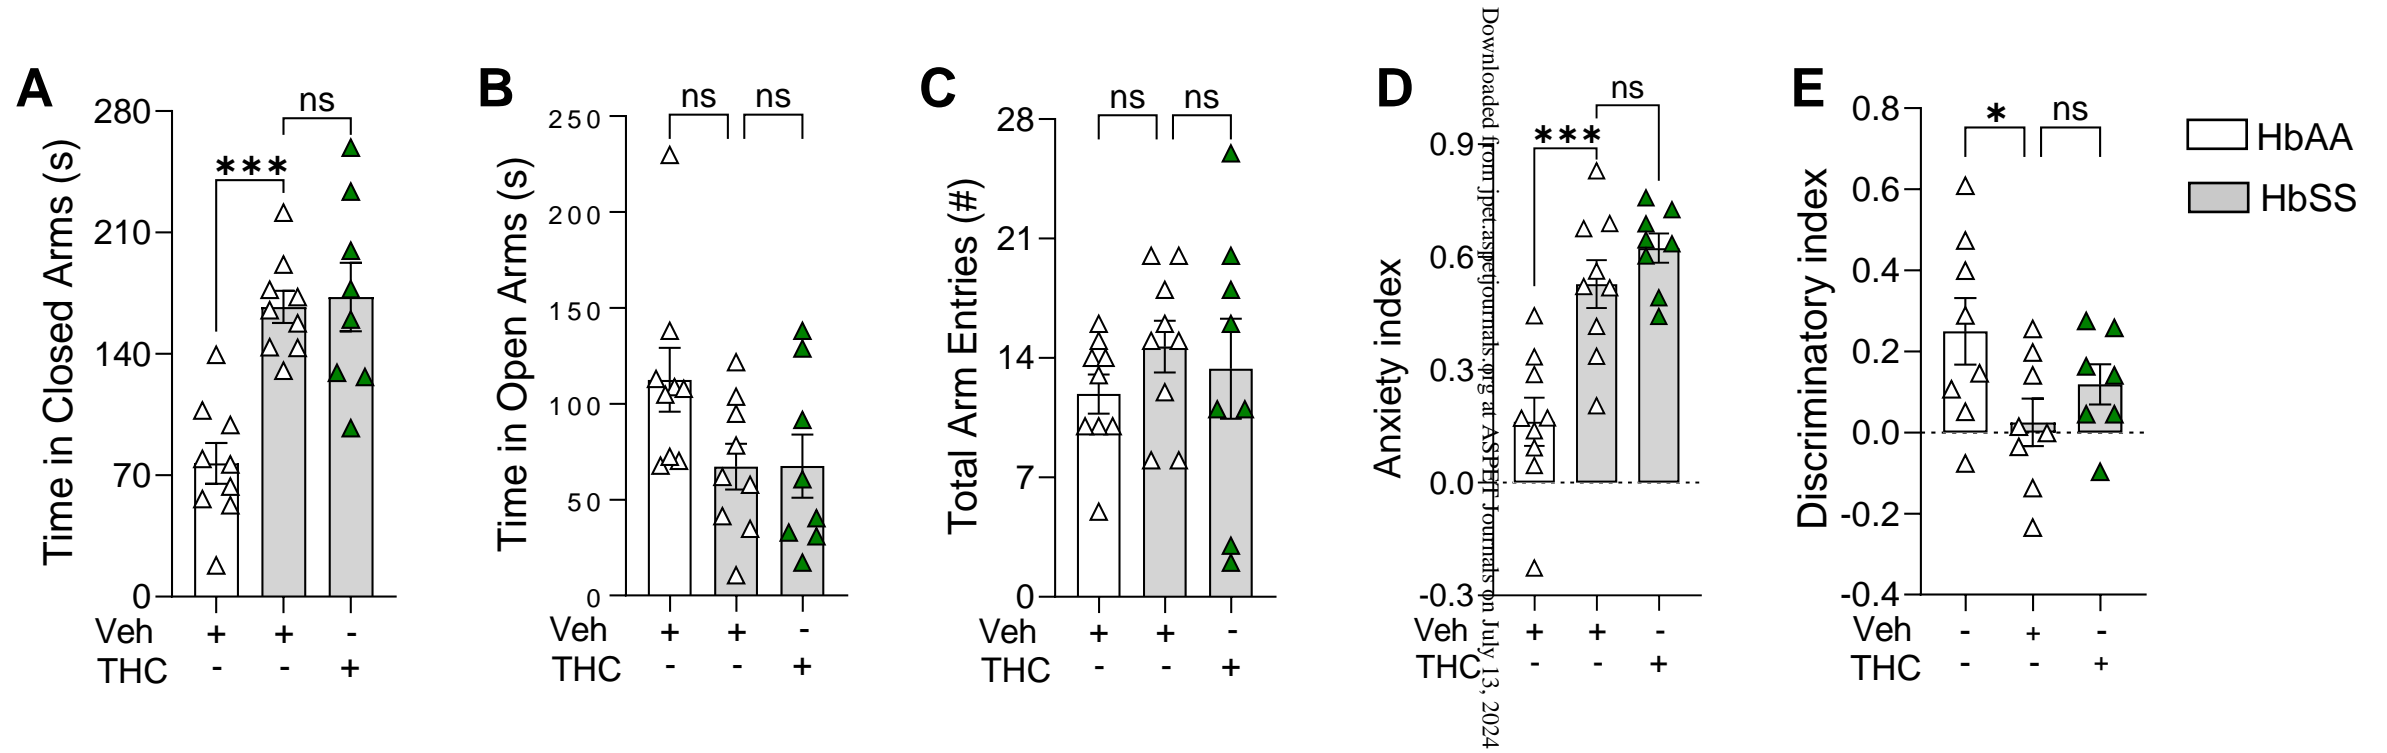 A
Time in Closed Arms (s)
280
210
140
70
0
***
ns
Veh + + -
THC - - +
B
Time in Open Arms (s)
250
200
150
100
50
0
ns ns
Veh + + -
THC - - +
C
Total Arm Entries (#)
28
21
14
7
0
ns ns
Veh + + -
THC - - +
D
Anxiety index
0.9
0.6
0.3
0.0
-0.3
***
ns
Veh + + -
THC - - +
Downloaded from jpet.aspetjournals.org at ASPET Journals on July 13, 2024
E
Discriminatory index
0.8
0.6
0.4
0.2
0.0
-0.2
-0.4
* ns
Veh - + -
THC - - +
HbAA
HbSS